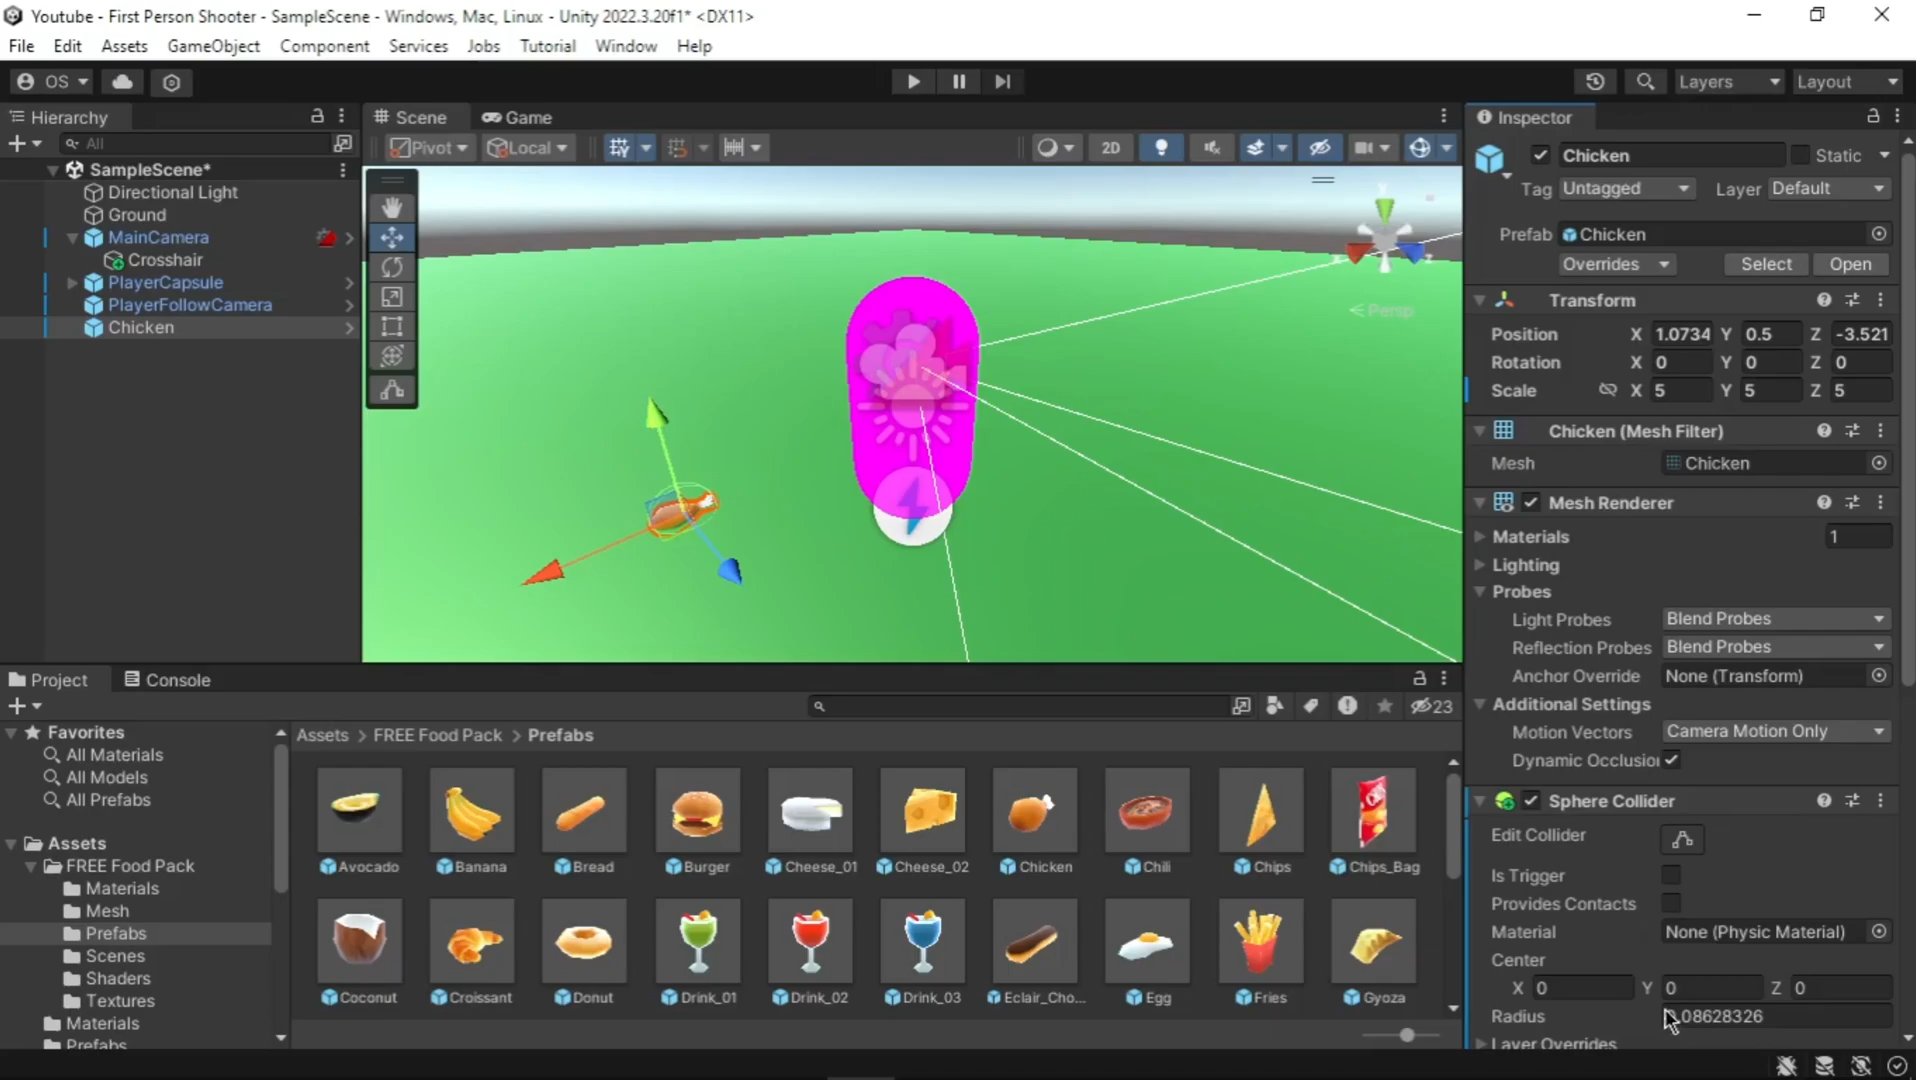 Youtube - First Person Shooter - SampleScene - Windows, Mac, Linux - Unity 2022.3.20f1* <DX11>
File Edit Assets GameObject Component Services Jobs Tutorial Window Help
OS Layers Layout
Hierarchy
All
SampleScene*
Directional Light
Ground
MainCamera
Crosshair
PlayerCapsule
PlayerFollowCamera
Chicken
Scene Game
Pivot Local 2D
Persp
Inspector
Chicken Static
Tag Untagged Layer Default
Prefab Chicken
Overrides Select Open
Transform
Position X 1.0734 Y 0.5 Z -3.521
Rotation X 0 Y 0 Z 0
Scale X 5 Y 5 Z 5
Chicken (Mesh Filter)
Mesh Chicken
Mesh Renderer
Materials 1
Lighting
Probes
Light Probes Blend Probes
Reflection Probes Blend Probes
Anchor Override None (Transform)
Additional Settings
Motion Vectors Camera Motion Only
Dynamic Occlusio
Sphere Collider
Edit Collider
Is Trigger
Provides Contacts
Material None (Physic Material)
Center
X 0 Y 0 Z 0
Radius .08628326
Layer Overrides
Project Console
23
Favorites
All Materials
All Models
All Prefabs
Assets
FREE Food Pack
Materials
Mesh
Prefabs
Scenes
Shaders
Textures
Materials
Prefabs
Assets > FREE Food Pack > Prefabs
Avocado Banana Bread Burger Cheese_01 Cheese_02 Chicken Chili Chips Chips_Bag
Coconut Croissant Donut Drink_01 Drink_02 Drink_03 Eclair_Cho... Egg Fries Gyoza